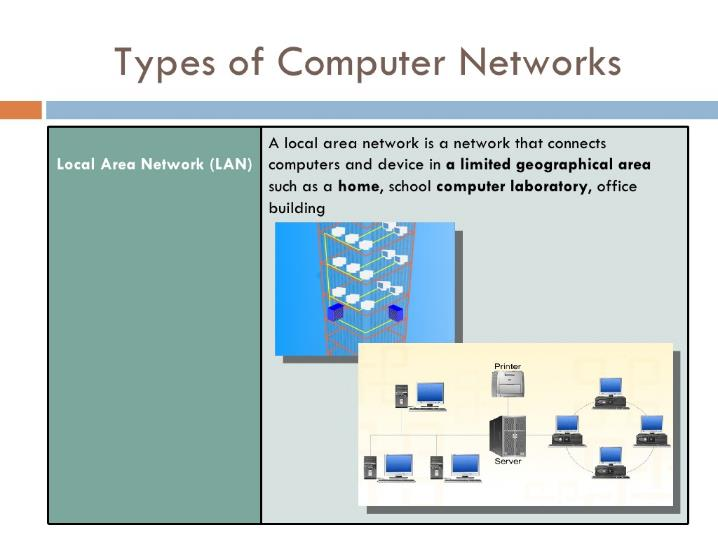 Types of Computer Networks
Local Area Network (LAN)
A local area network is a network that connects
computers and device in a limited geographical area
such as a home, school computer laboratory, office
building
Printer
Server